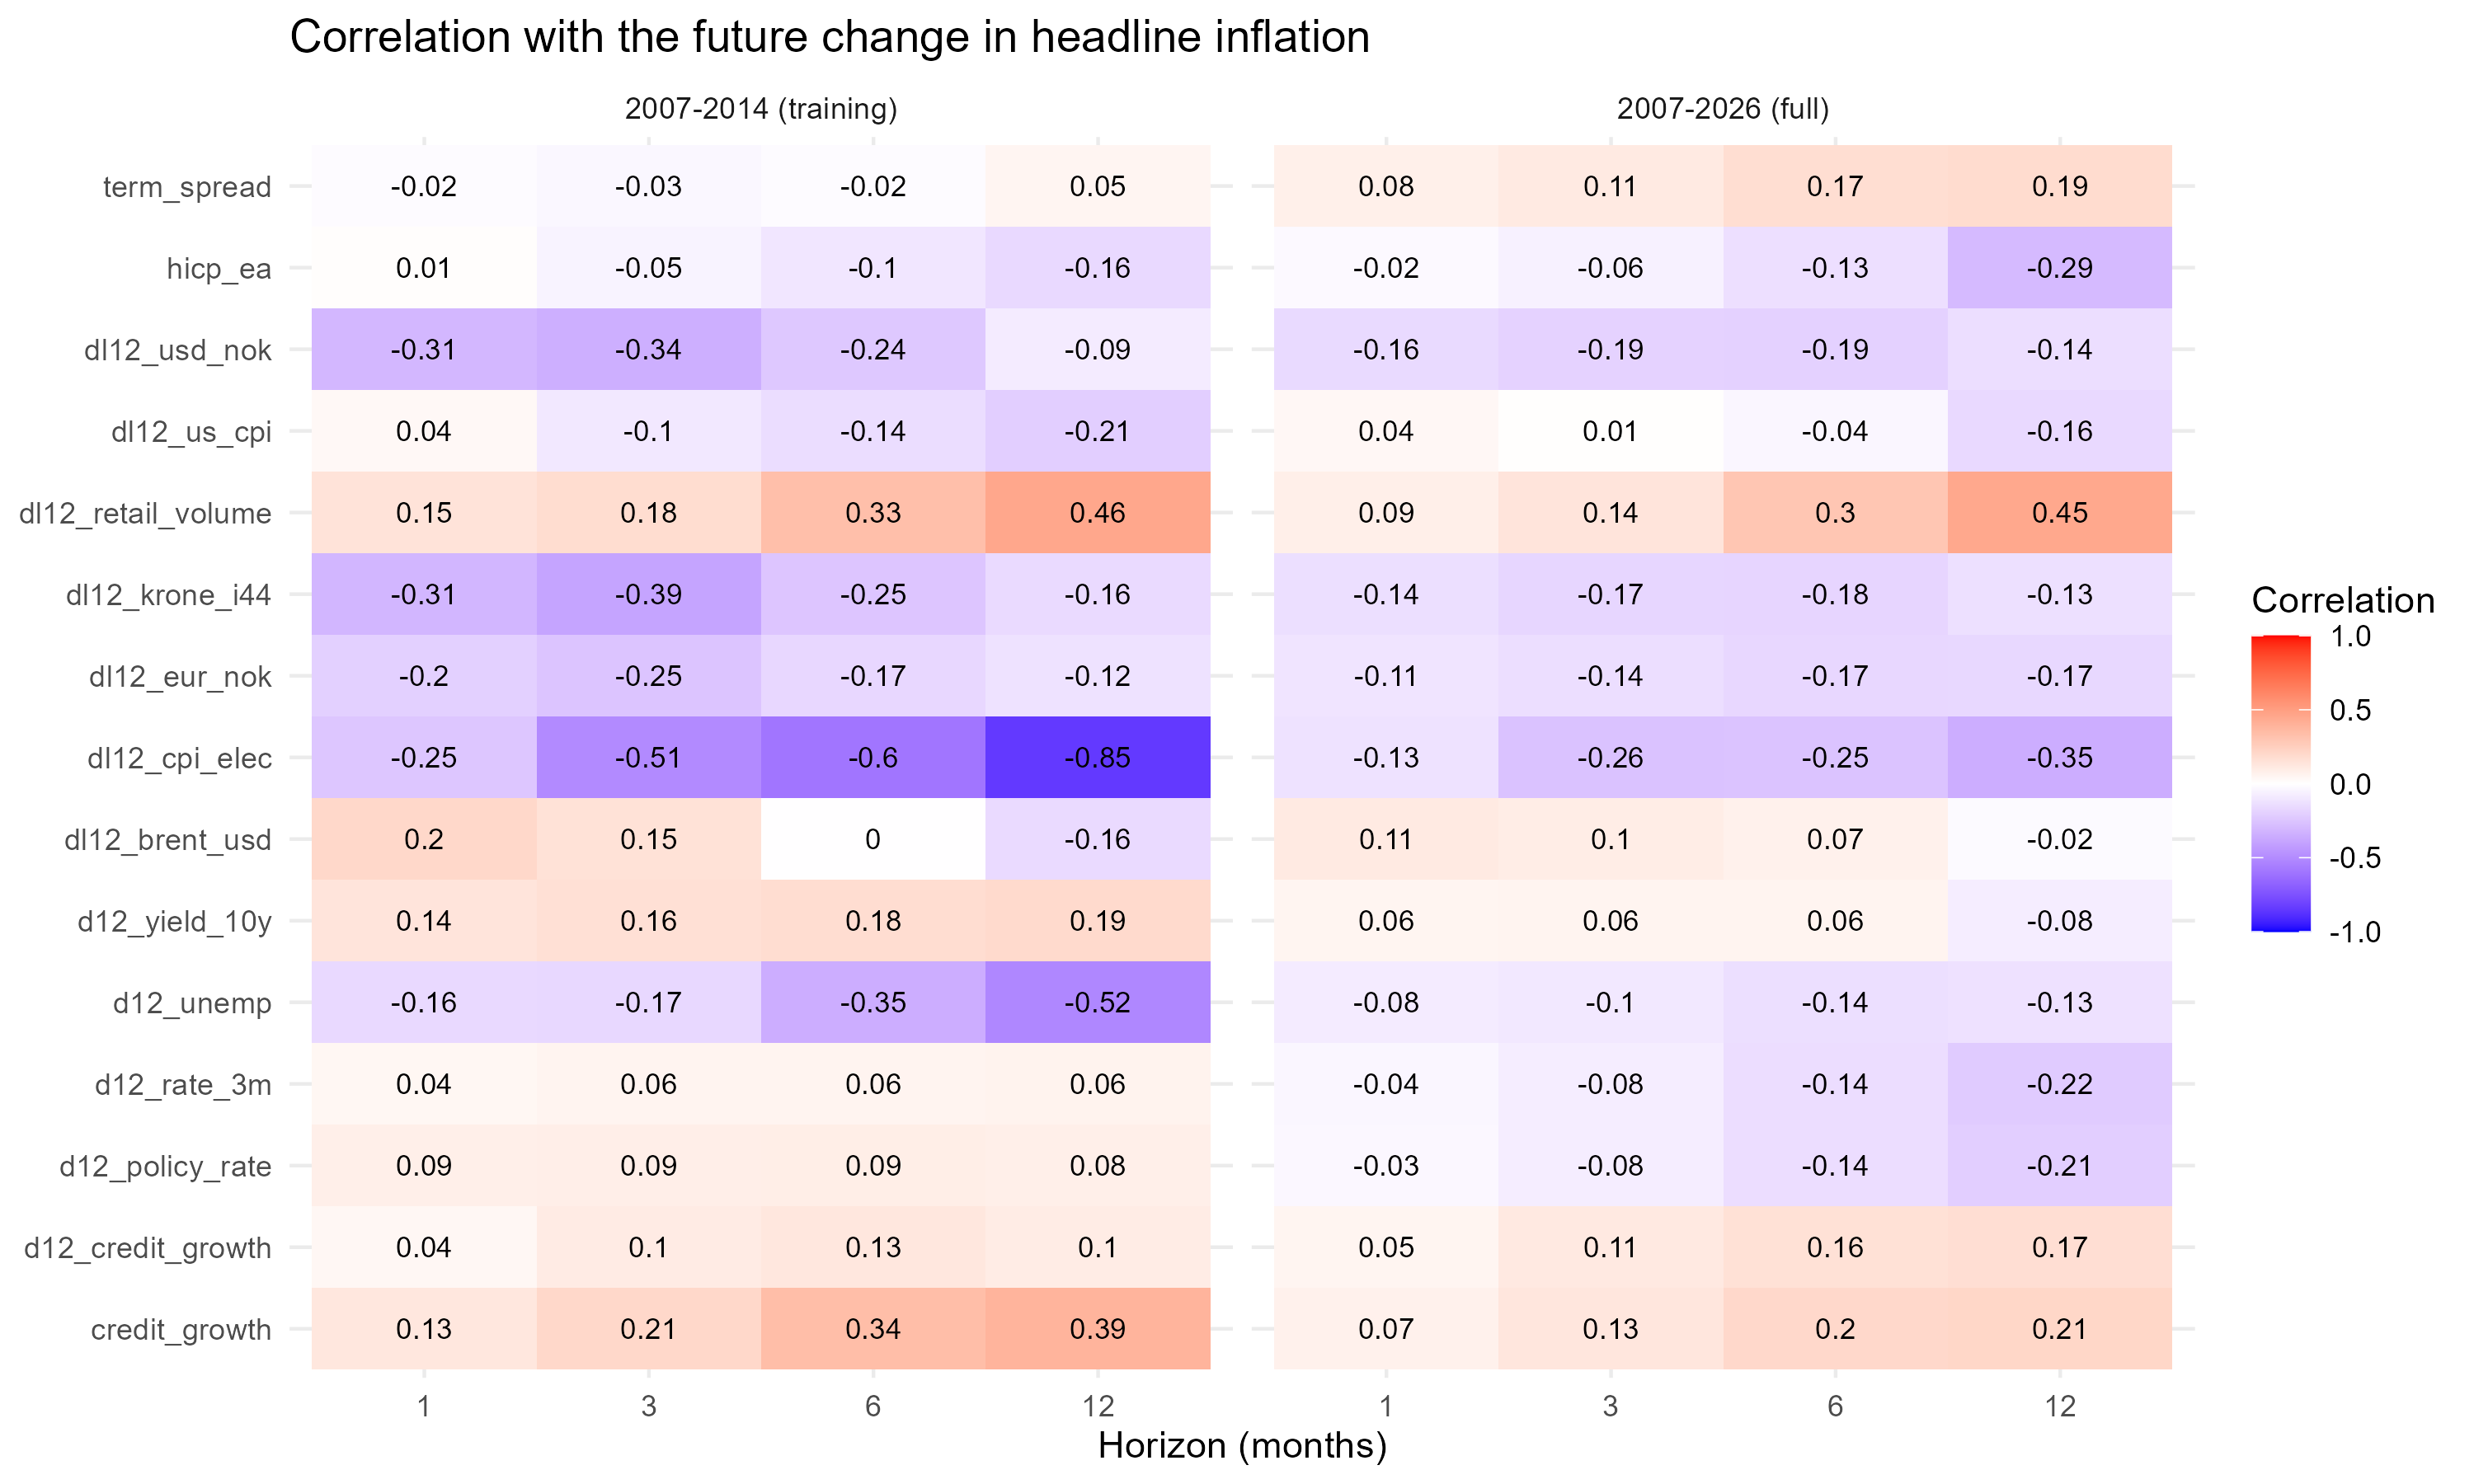 Correlation with the future change in headline inflation
2007-2014 (training) 2007-2026 (full)
term_spread -0.02 -0.03 -0.02 0.05 0.08 0.11 0.17 0.19
hicp_ea 0.01 -0.05 -0.1 -0.16 -0.02 -0.06 -0.13 -0.29
dl12_usd_nok -0.31 -0.34 -0.24 -0.09 -0.16 -0.19 -0.19 -0.14
dl12_us_cpi 0.04 -0.1 -0.14 -0.21 0.04 0.01 -0.04 -0.16
dl12_retail_volume 0.15 0.18 0.33 0.46 0.09 0.14 0.3 0.45
dl12_krone_i44 -0.31 -0.39 -0.25 -0.16 -0.14 -0.17 -0.18 -0.13
dl12_eur_nok -0.2 -0.25 -0.17 -0.12 -0.11 -0.14 -0.17 -0.17
dl12_cpi_elec -0.25 -0.51 -0.6 -0.85 -0.13 -0.26 -0.25 -0.35
dl12_brent_usd 0.2 0.15 0 -0.16 0.11 0.1 0.07 -0.02
d12_yield_10y 0.14 0.16 0.18 0.19 0.06 0.06 0.06 -0.08
d12_unemp -0.16 -0.17 -0.35 -0.52 -0.08 -0.1 -0.14 -0.13
d12_rate_3m 0.04 0.06 0.06 0.06 -0.04 -0.08 -0.14 -0.22
d12_policy_rate 0.09 0.09 0.09 0.08 -0.03 -0.08 -0.14 -0.21
d12_credit_growth 0.04 0.1 0.13 0.1 0.05 0.11 0.16 0.17
credit_growth 0.13 0.21 0.34 0.39 0.07 0.13 0.2 0.21
1 3 6 12 1 3 6 12
Horizon (months)
Correlation
1.0
0.5
0.0
-0.5
-1.0